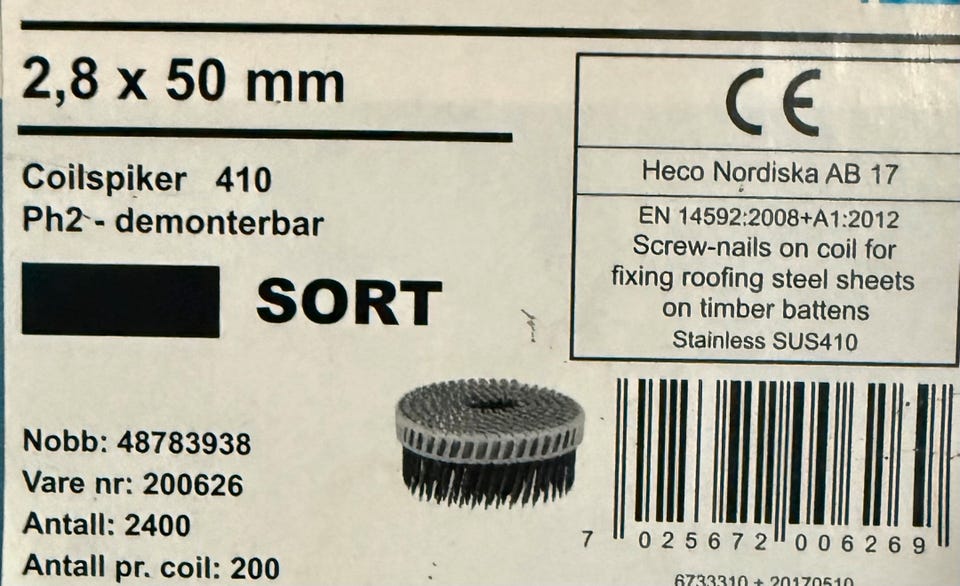 2,8 x 50 mm
Coilspiker 410
Ph2 - demonterbar
SORT
Nobb: 48783938
Vare nr: 200626
Antall: 2400
Antall pr. coil: 200
CE
Heco Nordiska AB 17
EN 14592:2008+A1:2012
Screw-nails on coil for
fixing roofing steel sheets
on timber battens
Stainless SUS410
7 025672 006269
6733310 + 20170510